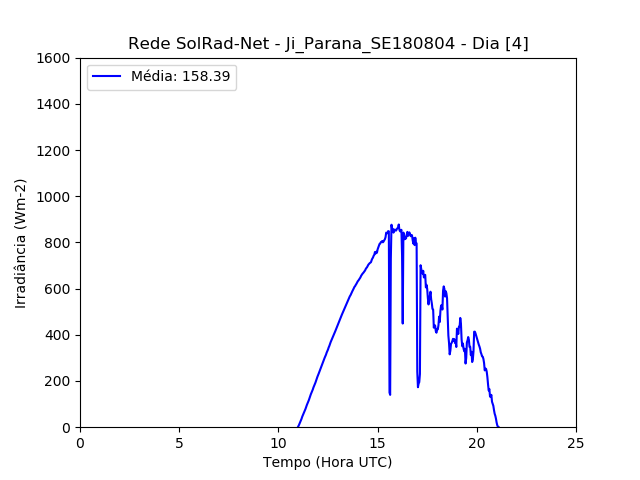 Rede SolRad-Net - Ji_Parana_SE180804 - Dia [4]
Média: 158.39
Irradiância (Wm-2)
1600
1400
1200
1000
800
600
400
200
0
0 5 10 15 20 25
Tempo (Hora UTC)